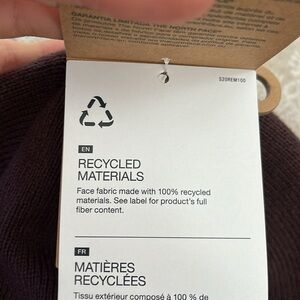 GARANTIA LIMITADA THE NORTH FACE®
S20REM100
EN
RECYCLED
MATERIALS
Face fabric made with 100% recycled
materials. See label for product's full
fiber content.
FR
MATIÈRES
RECYCLÉES
Tissu extérieur composé à 100 % de